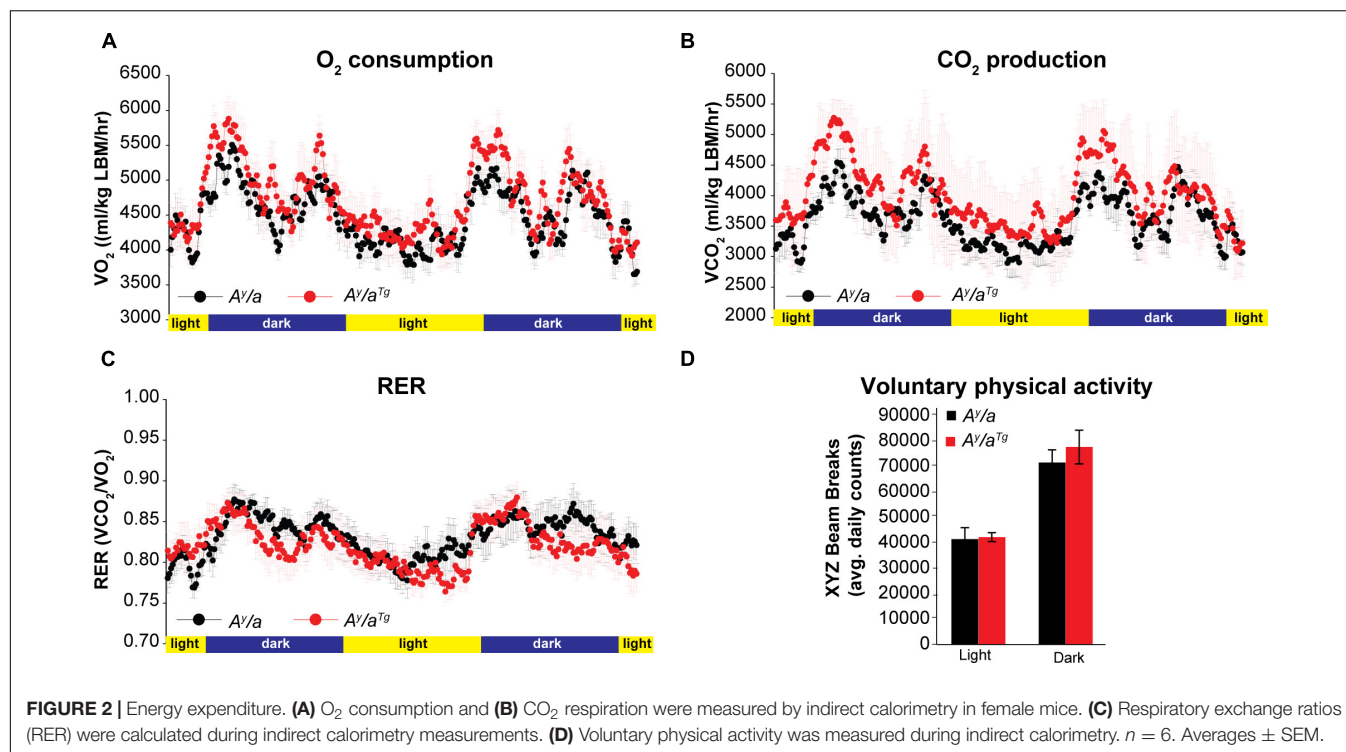 A
O₂ consumption
VO₂ ((ml/kg LBM/hr)
6500
6000
5500
5000
4500
4000
3500
3000
Aʸ/a
Aʸ/aᵀᵍ
light dark light dark light
B
CO₂ production
VCO₂ (ml/kg LBM/hr)
6000
5500
5000
4500
4000
3500
3000
2500
2000
Aʸ/a
Aʸ/aᵀᵍ
light dark light dark light
C
RER
RER (VCO₂/VO₂)
1.00
0.95
0.90
0.85
0.80
0.75
0.70
Aʸ/a
Aʸ/aᵀᵍ
light dark light dark light
D
Voluntary physical activity
XYZ Beam Breaks
(avg. daily counts)
90000
80000
70000
60000
50000
40000
30000
20000
10000
0
Aʸ/a
Aʸ/aᵀᵍ
Light Dark
FIGURE 2 | Energy expenditure. (A) O₂ consumption and (B) CO₂ respiration were measured by indirect calorimetry in female mice. (C) Respiratory exchange ratios
(RER) were calculated during indirect calorimetry measurements. (D) Voluntary physical activity was measured during indirect calorimetry. n = 6. Averages ± SEM.